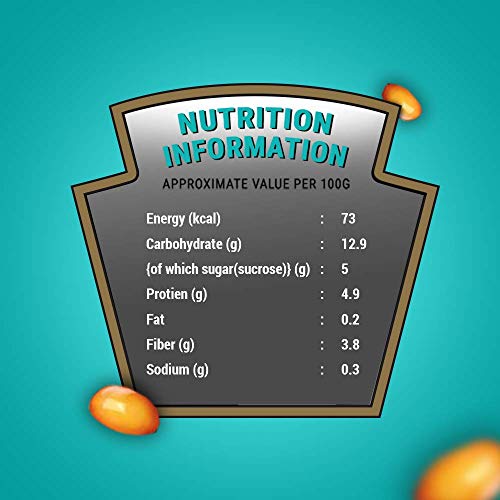 NUTRITION
INFORMATION
APPROXIMATE VALUE PER 100G
Energy (kcal) : 73
Carbohydrate (g) : 12.9
{of which sugar(sucrose)} (g) : 5
Protien (g) : 4.9
Fat : 0.2
Fiber (g) : 3.8
Sodium (g) : 0.3